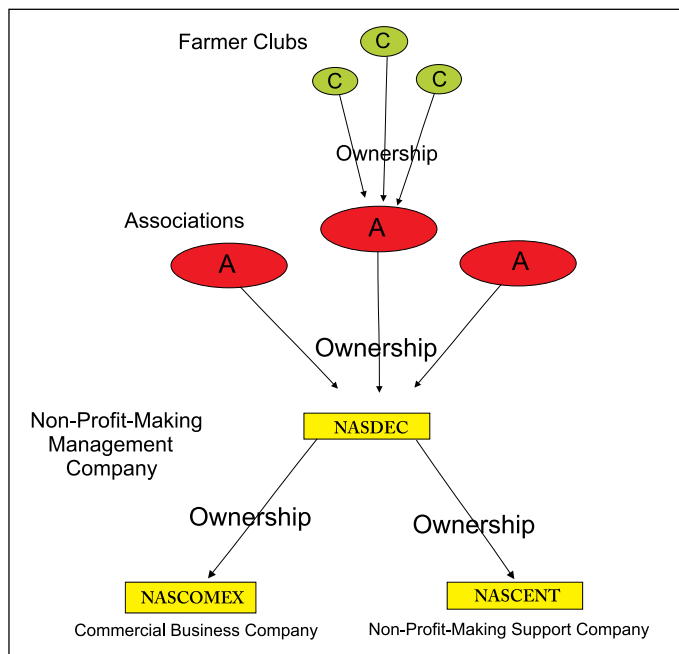 Farmer Clubs
C
C
C
Ownership
Associations
A
A
A
Ownership
Non-Profit-Making
Management
Company
NASDEC
Ownership
Ownership
NASCOMEX
NASCENT
Commercial Business Company
Non-Profit-Making Support Company